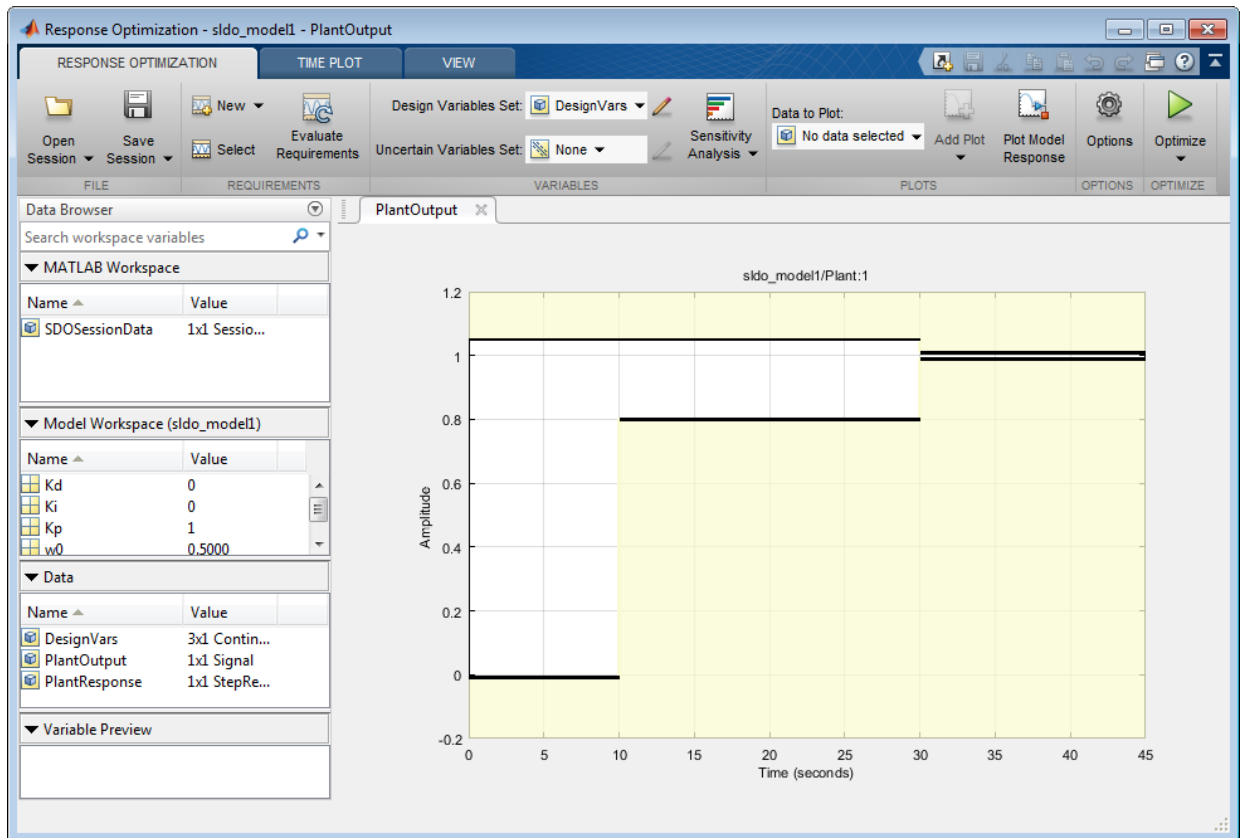 Response Optimization - sldo_model1 - PlantOutput
RESPONSE OPTIMIZATION
TIME PLOT
VIEW
Open Session
Save Session
New
Select
Evaluate Requirements
Design Variables Set:
DesignVars
Uncertain Variables Set:
None
Sensitivity Analysis
Data to Plot:
No data selected
Add Plot
Plot Model Response
Options
Optimize
FILE
REQUIREMENTS
VARIABLES
PLOTS
OPTIONS
OPTIMIZE
Data Browser
Search workspace variables
MATLAB Workspace
Name Value
SDOSessionData 1x1 Sessio...
Model Workspace (sldo_model1)
Name Value
Kd 0
Ki 0
Kp 1
w0 0.5000
Data
Name Value
DesignVars 3x1 Contin...
PlantOutput 1x1 Signal
PlantResponse 1x1 StepRe...
Variable Preview
PlantOutput
sldo_model1/Plant:1
1.2
1
0.8
0.6
0.4
0.2
0
-0.2
Amplitude
0 5 10 15 20 25 30 35 40 45
Time (seconds)